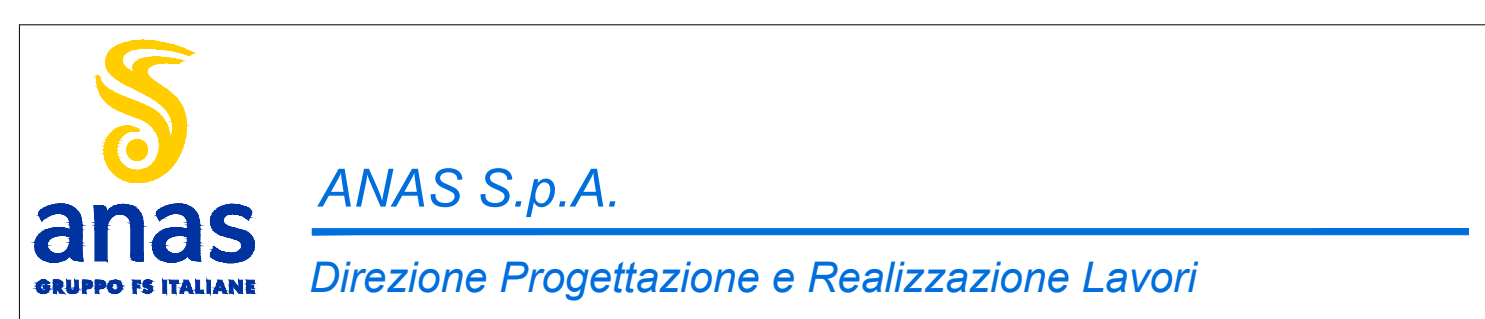 anas
GRUPPO FS ITALIANE
ANAS S.p.A.
Direzione Progettazione e Realizzazione Lavori